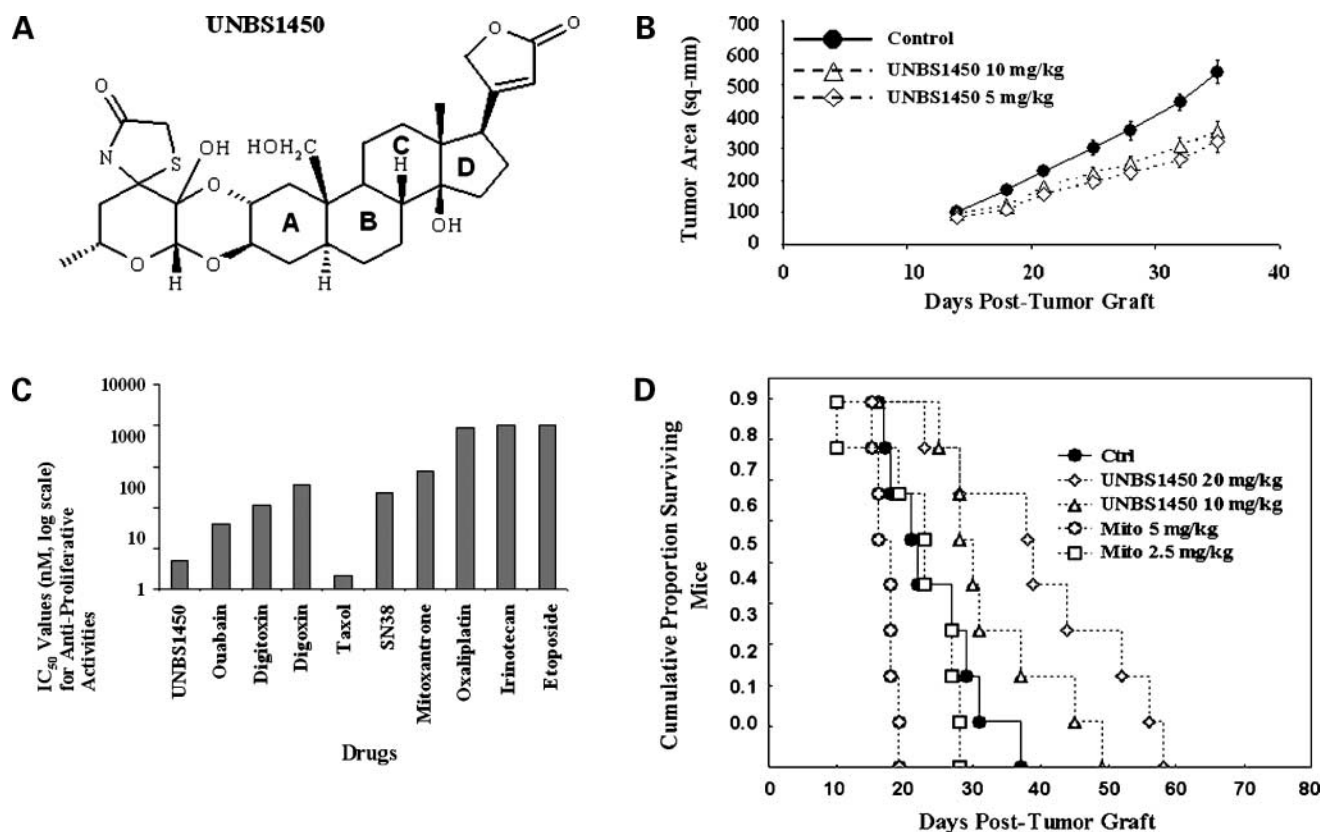 A
UNBS1450
O
O
O
N
S
OH
HOH₂C
O
C
H
D
A
B
OH
O
O
H
H
B
Control
UNBS1450 10 mg/kg
UNBS1450 5 mg/kg
Tumor Area (sq-mm)
700
600
500
400
300
200
100
0
0 10 20 30 40
Days Post-Tumor Graft
C
IC₅₀ Values (nM, log scale)
for Anti-Proliferative
Activities
10000
1000
100
10
1
UNBS1450
Ouabain
Digitoxin
Digoxin
Taxol
SN38
Mitoxantrone
Oxaliplatin
Irinotecan
Etoposide
Drugs
D
Cumulative Proportion Surviving
Mice
0.9
0.8
0.7
0.6
0.5
0.4
0.3
0.1
0.0
Ctrl
UNBS1450 20 mg/kg
UNBS1450 10 mg/kg
Mito 5 mg/kg
Mito 2.5 mg/kg
0 10 20 30 40 50 60 70 80
Days Post-Tumor Graft